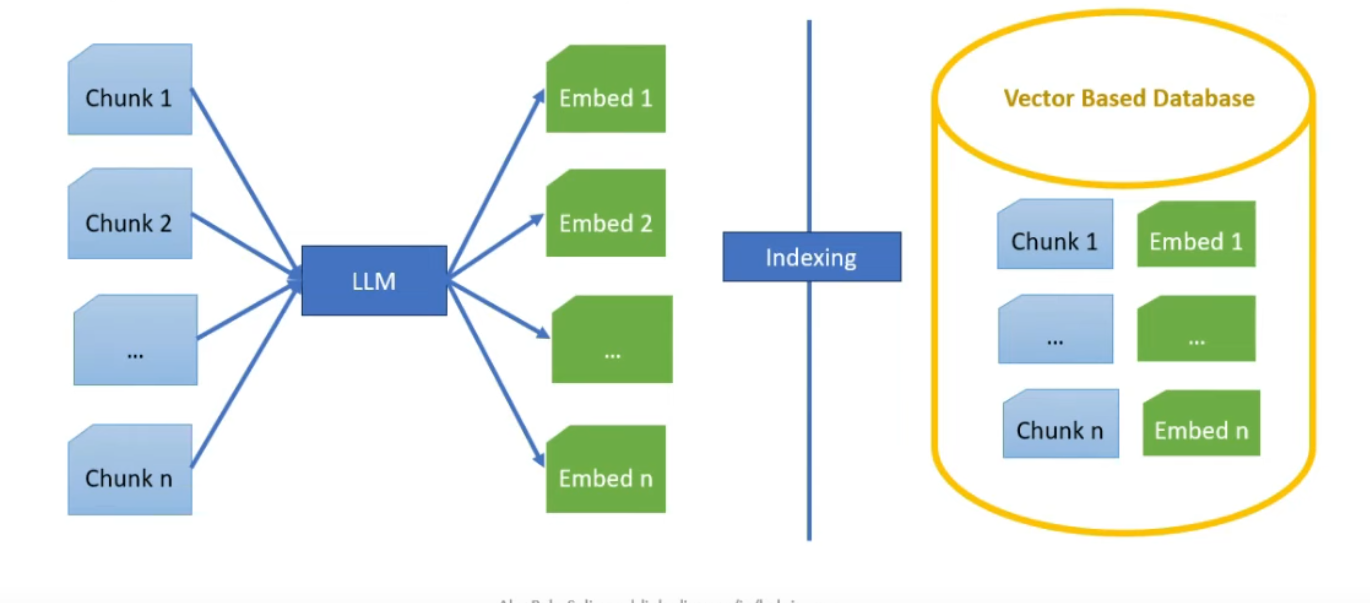 Chunk 1
Embed 1
Vector Based Database
Chunk 2
Embed 2
Chunk 1
Embed 1
Indexing
LLM
...
...
...
...
Chunk n
Embed n
Chunk n
Embed n